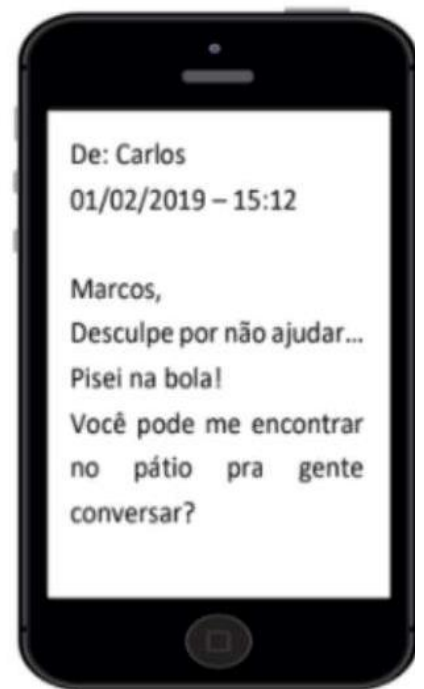 De: Carlos
01/02/2019 – 15:12
Marcos,
Desculpe por não ajudar...
Pisei na bola!
Você pode me encontrar
no pátio pra gente
conversar?